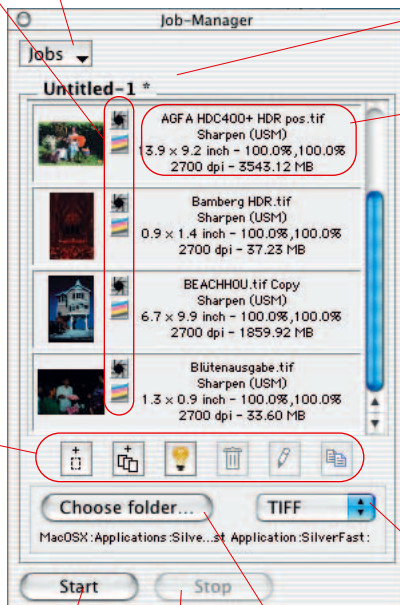 Job-Manager
Jobs
Untitled-1 *
AGFA HDC400+ HDR pos.tif
Sharpen (USM)
13.9 x 9.2 inch - 100.0%,100.0%
2700 dpi - 3543.12 MB
Bamberg HDR.tif
Sharpen (USM)
0.9 x 1.4 inch - 100.0%,100.0%
2700 dpi - 37.23 MB
BEACHHOU.tif Copy
Sharpen (USM)
6.7 x 9.9 inch - 100.0%,100.0%
2700 dpi - 1859.92 MB
Blütenausgabe.tif
Sharpen (USM)
1.3 x 0.9 inch - 100.0%,100.0%
2700 dpi - 33.60 MB
Choose folder... TIFF
MacOSX:Applications:Silve...st Application:SilverFast:
Start Stop